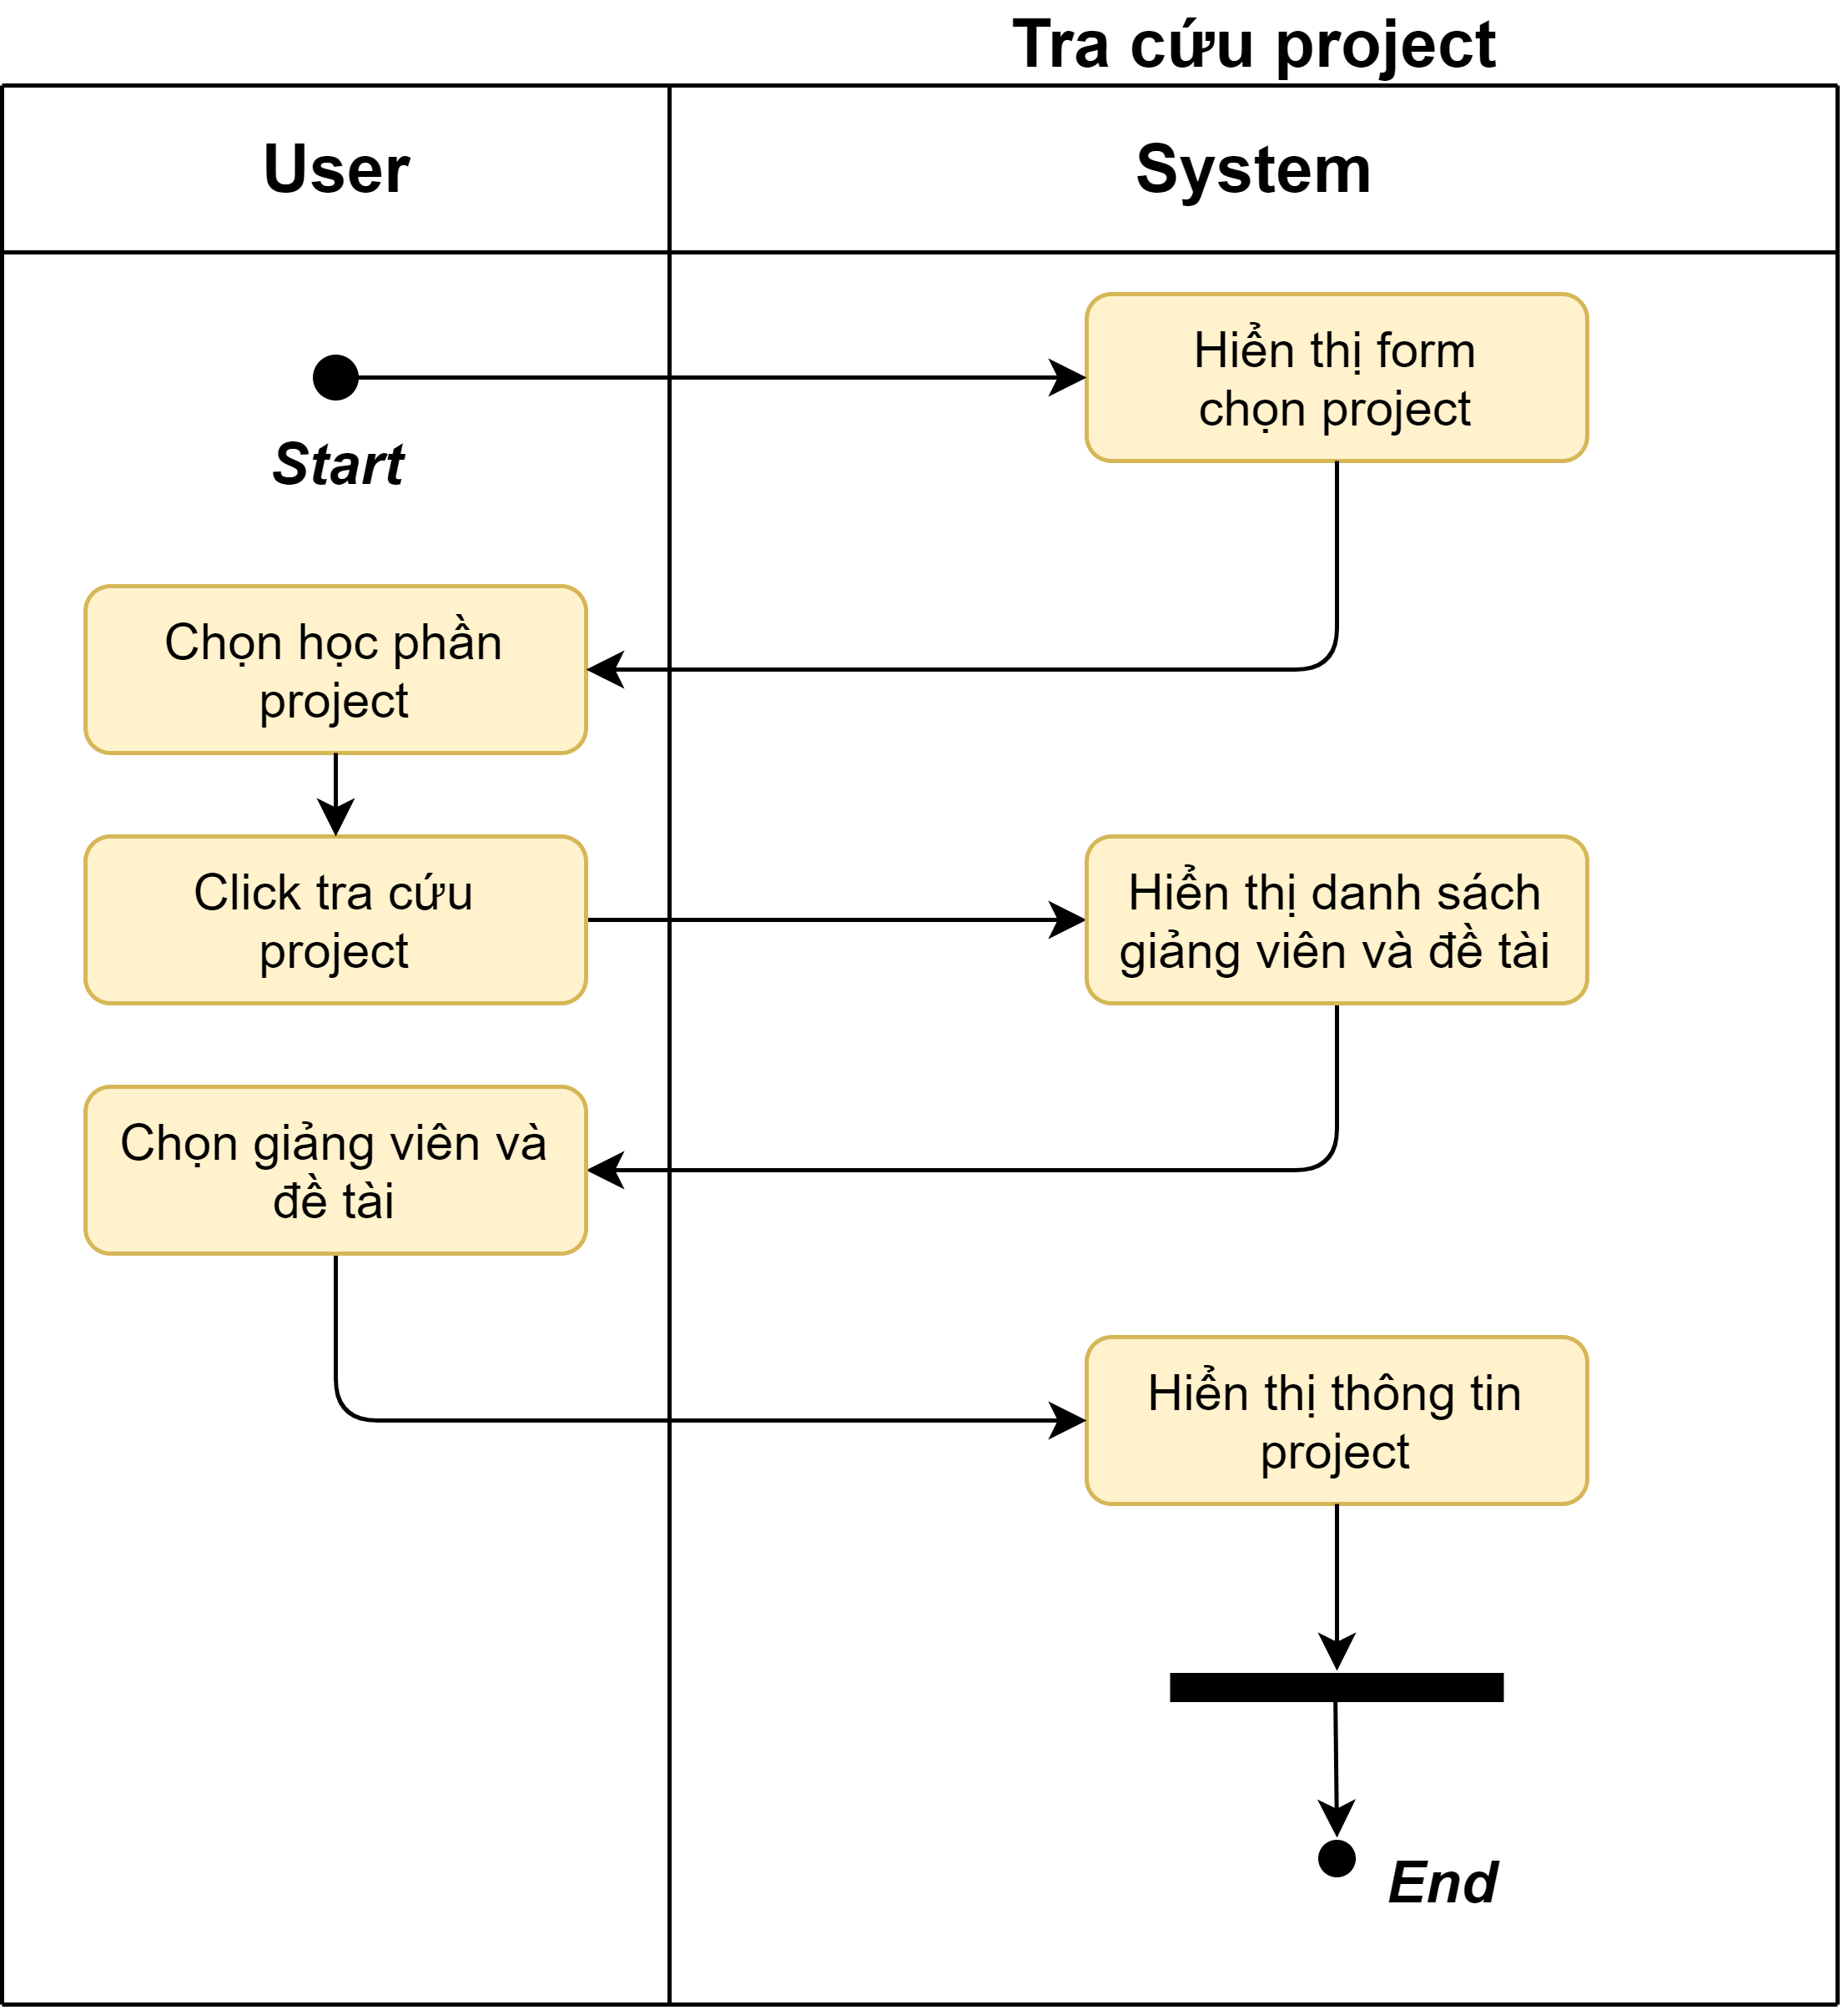 Tra cứu project
User
System
Hiển thị form
chọn project
Start
Chọn học phần
project
Click tra cứu
project
Hiển thị danh sách
giảng viên và đề tài
Chọn giảng viên và
đề tài
Hiển thị thông tin
project
End